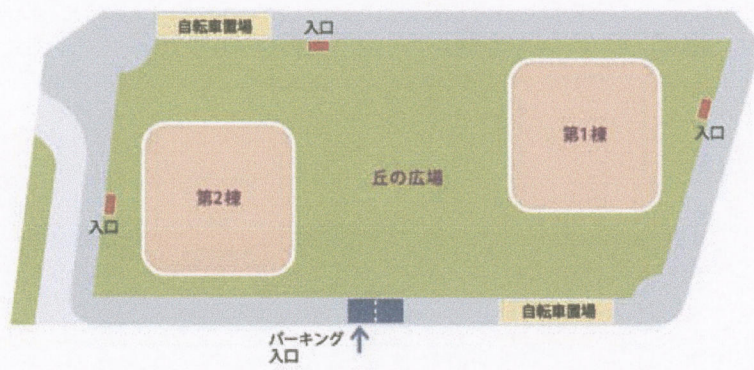 自転車置場
入口
第1棟
入口
丘の広場
第2棟
入口
自転車置場
パーキング
入口